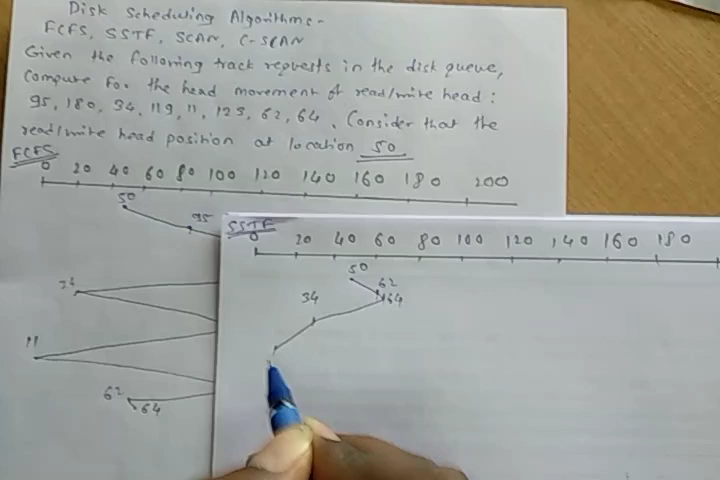 Disk Scheduling Algorithms-
FCFS, SSTF, SCAN, C-SCAN
Given the following track requests in the disk queue,
Compute for the head movement of read/write head:
95, 180, 34, 119, 11, 123, 62, 64. Consider that the
read/write head position at location 50
FCFS
0 20 40 60 80 100 120 140 160 180 200
50
95
34
11
62
64
SSTF
0 20 40 60 80 100 120 140 160 180
50
62
64
34